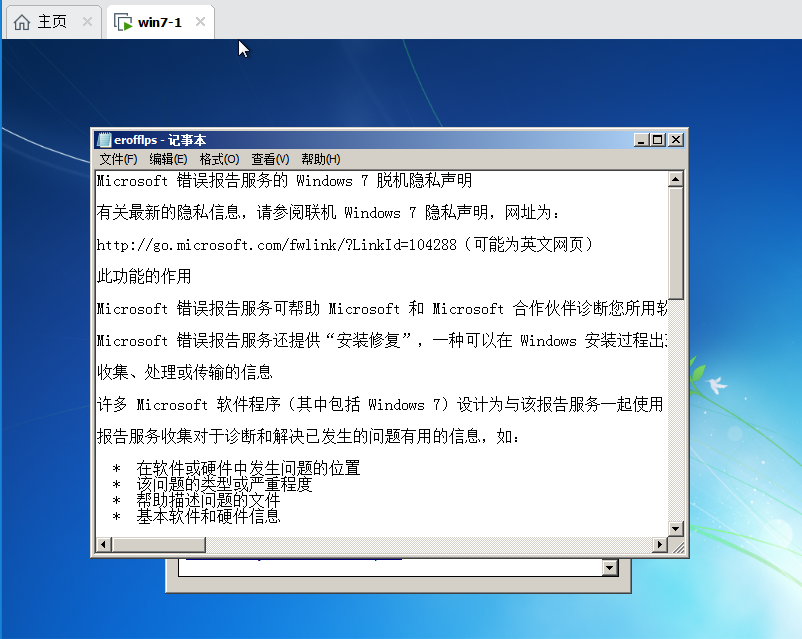 主页
win7-1
erofflps - 记事本
文件(F) 编辑(E) 格式(O) 查看(V) 帮助(H)
Microsoft 错误报告服务的 Windows 7 脱机隐私声明
有关最新的隐私信息，请参阅联机 Windows 7 隐私声明，网址为：
http://go.microsoft.com/fwlink/?LinkId=104288（可能为英文网页）
此功能的作用
Microsoft 错误报告服务可帮助 Microsoft 和 Microsoft 合作伙伴诊断您所用软
Microsoft 错误报告服务还提供“安装修复”，一种可以在 Windows 安装过程出
收集、处理或传输的信息
许多 Microsoft 软件程序（其中包括 Windows 7）设计为与该报告服务一起使用
报告服务收集对于诊断和解决已发生的问题有用的信息，如：
* 在软件或硬件中发生问题的位置
* 该问题的类型或严重程度
* 帮助描述问题的文件
* 基本软件和硬件信息